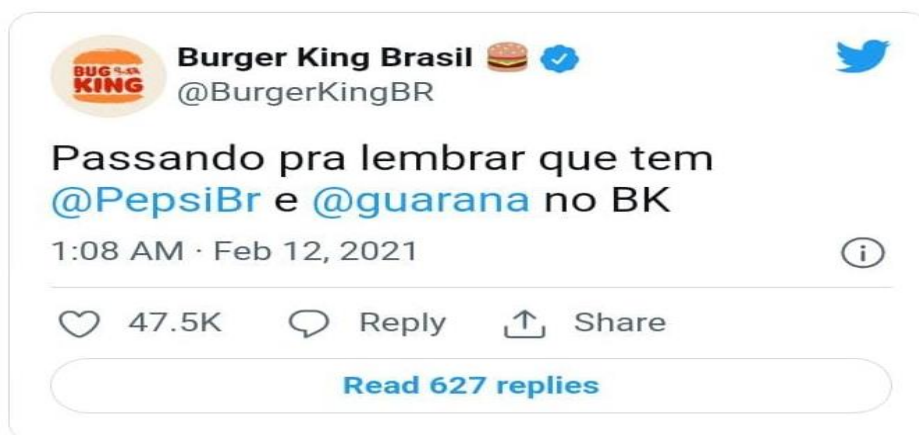 Burger King Brasil
@BurgerKingBR
BUG
KING
Passando pra lembrar que tem
@PepsiBr e @guarana no BK
1:08 AM · Feb 12, 2021
47.5K Reply Share
Read 627 replies